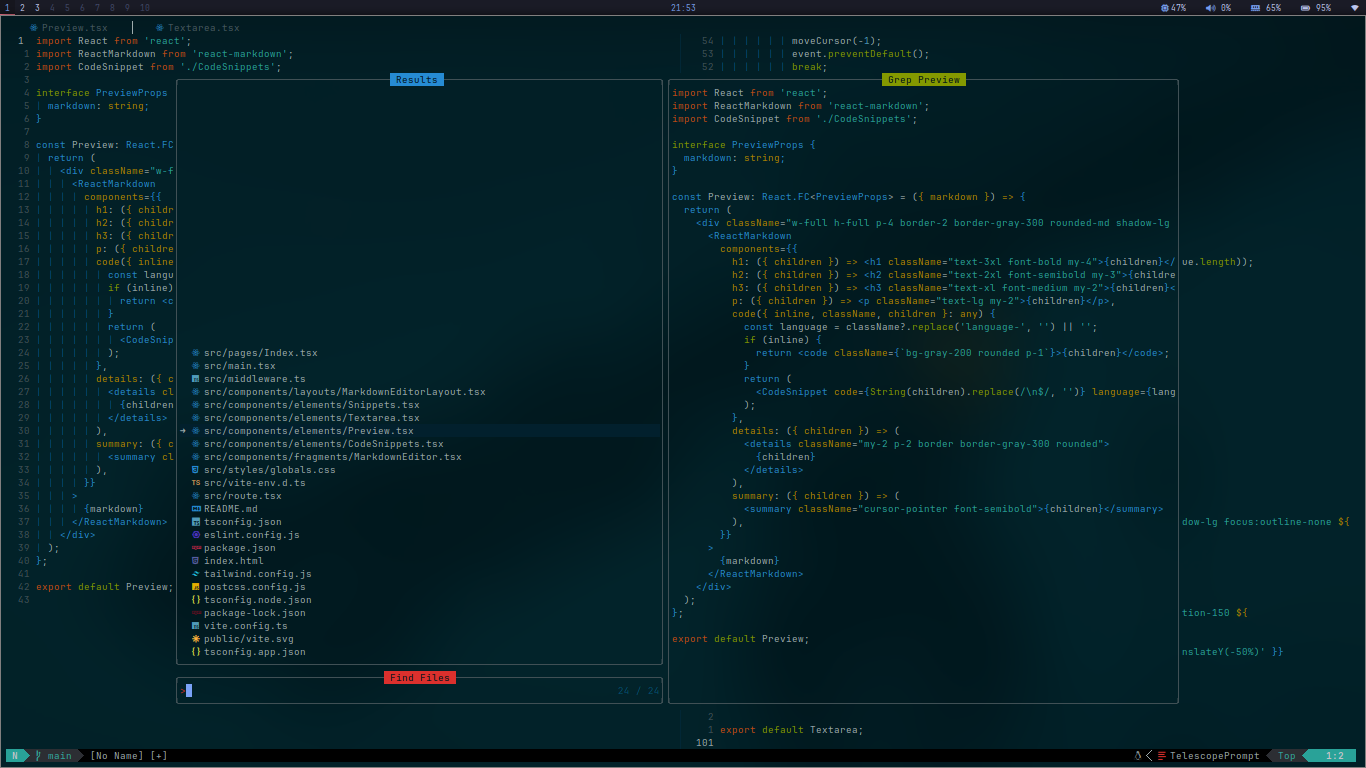 1 2 3 4 5 6 7 8 9 10 21:53 47% 0% 65% 95%
Preview.tsx Textarea.tsx
1 import React from 'react';
1 import ReactMarkdown from 'react-markdown';
2 import CodeSnippet from './CodeSnippets';
3
4 interface PreviewProps
5 markdown: string;
6 }
7
8 const Preview: React.FC
9 return (
10 <div className="w-f
11 <ReactMarkdown
12 components={{
13 h1: ({ childr
14 h2: ({ childr
15 h3: ({ childr
16 p: ({ childre
17 code({ inline
18 const langu
19 if (inline)
20 return <c
21 }
22 return (
23 <CodeSnip
24 );
25 },
26 details: ({ c
27 <details cl
28 {children
29 </details>
30 ),
31 summary: ({ c
32 <summary cl
33 ),
34 }}
35 >
36 {markdown}
37 </ReactMarkdown>
38 </div>
39 );
40 };
41
42 export default Preview;
43
54 moveCursor(-1);
53 event.preventDefault();
52 break;
Results
src/pages/Index.tsx
src/main.tsx
src/middleware.ts
src/components/layouts/MarkdownEditorLayout.tsx
src/components/elements/Snippets.tsx
src/components/elements/Textarea.tsx
src/components/elements/Preview.tsx
src/components/elements/CodeSnippets.tsx
src/components/fragments/MarkdownEditor.tsx
src/styles/globals.css
TS src/vite-env.d.ts
src/route.tsx
README.md
tsconfig.json
eslint.config.js
package.json
index.html
tailwind.config.js
postcss.config.js
{} tsconfig.node.json
package-lock.json
vite.config.ts
public/vite.svg
{} tsconfig.app.json
Find Files
> 24 / 24
Grep Preview
import React from 'react';
import ReactMarkdown from 'react-markdown';
import CodeSnippet from './CodeSnippets';
interface PreviewProps {
markdown: string;
}
const Preview: React.FC<PreviewProps> = ({ markdown }) => {
return (
<div className="w-full h-full p-4 border-2 border-gray-300 rounded-md shadow-lg
<ReactMarkdown
components={{
h1: ({ children }) => <h1 className="text-3xl font-bold my-4">{children}</
h2: ({ children }) => <h2 className="text-2xl font-semibold my-3">{childre
h3: ({ children }) => <h3 className="text-xl font-medium my-2">{children}<
p: ({ children }) => <p className="text-lg my-2">{children}</p>,
code({ inline, className, children }: any) {
const language = className?.replace('language-', '') || '';
if (inline) {
return <code className={`bg-gray-200 rounded p-1`}>{children}</code>;
}
return (
<CodeSnippet code={String(children).replace(/\n$/, '')} language={lang
);
},
details: ({ children }) => (
<details className="my-2 p-2 border border-gray-300 rounded">
{children}
</details>
),
summary: ({ children }) => (
<summary className="cursor-pointer font-semibold">{children}</summary>
),
}}
>
{markdown}
</ReactMarkdown>
</div>
);
};
export default Preview;
ue.length));
dow-lg focus:outline-none ${
tion-150 ${
nslateY(-50%)' }}
2
1 export default Textarea;
101
N main [No Name] [+] TelescopePrompt Top 1:2